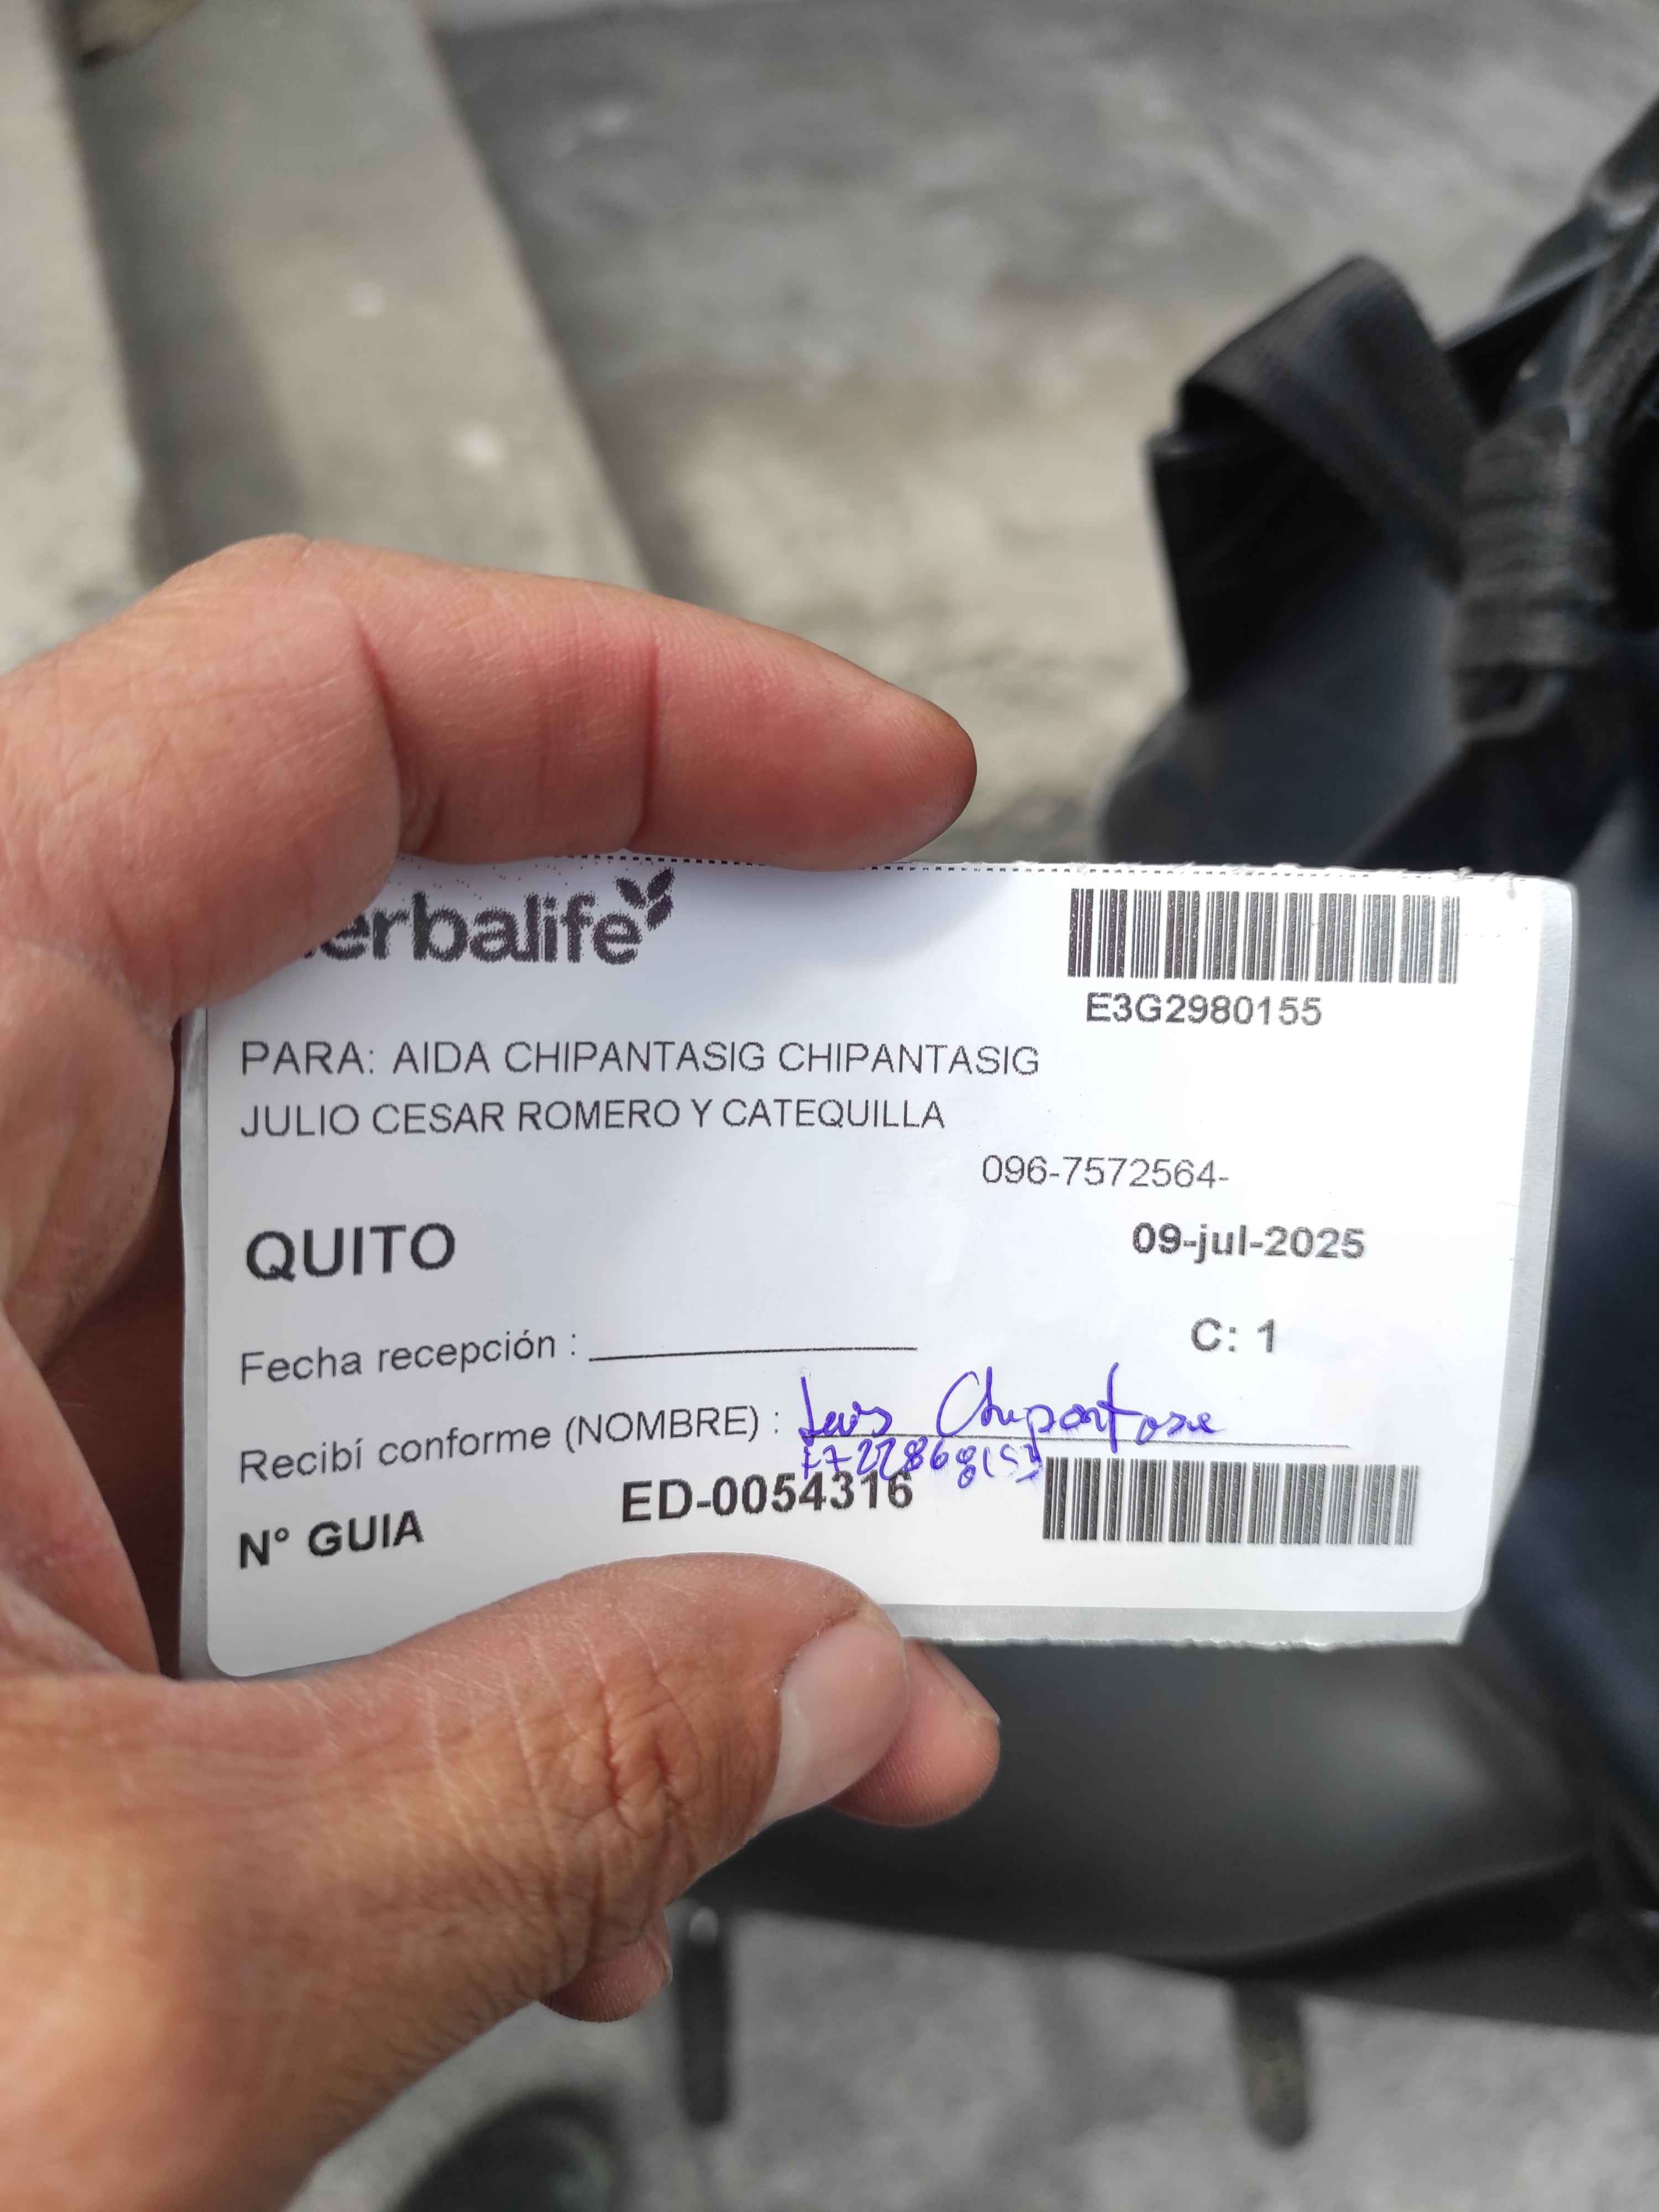 erbalife
E3G2980155
PARA: AIDA CHIPANTASIG CHIPANTASIG
JULIO CESAR ROMERO Y CATEQUILLA
096-7572564-
QUITO
09-jul-2025
Fecha recepción :
C: 1
Recibí conforme (NOMBRE) : Luis
N° GUIA ED-0054316